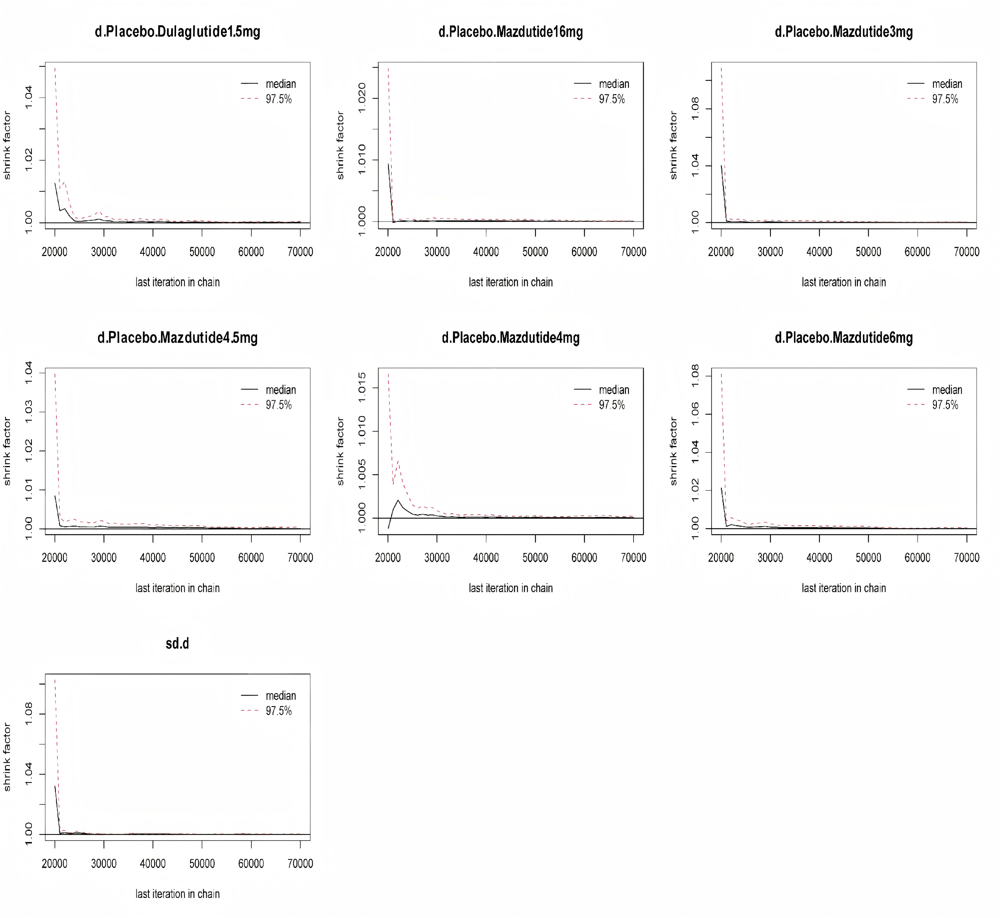 d.Placebo.Dulaglutide1.5mg
shrink factor
1.00 1.02 1.04
median
97.5%
20000 30000 40000 50000 60000 70000
last iteration in chain
d.Placebo.Mazdutide16mg
shrink factor
1.000 1.010 1.020
median
97.5%
20000 30000 40000 50000 60000 70000
last iteration in chain
d.Placebo.Mazdutide3mg
shrink factor
1.00 1.04 1.08
median
97.5%
20000 30000 40000 50000 60000 70000
last iteration in chain
d.Placebo.Mazdutide4.5mg
shrink factor
1.00 1.01 1.02 1.03 1.04
median
97.5%
20000 30000 40000 50000 60000 70000
last iteration in chain
d.Placebo.Mazdutide4mg
shrink factor
1.000 1.005 1.010 1.015
median
97.5%
20000 30000 40000 50000 60000 70000
last iteration in chain
d.Placebo.Mazdutide6mg
shrink factor
1.00 1.02 1.04 1.06 1.08
median
97.5%
20000 30000 40000 50000 60000 70000
last iteration in chain
sd.d
shrink factor
1.00 1.04 1.08
median
97.5%
20000 30000 40000 50000 60000 70000
last iteration in chain